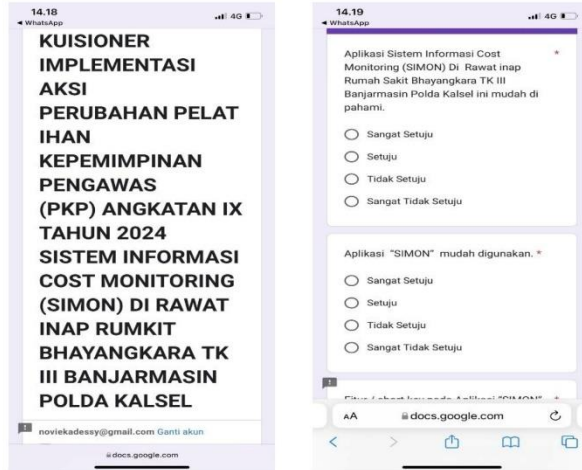 14.18
4G
◀ WhatsApp
KUISIONER
IMPLEMENTASI
AKSI
PERUBAHAN PELAT
IHAN
KEPEMIMPINAN
PENGAWAS
(PKP) ANGKATAN IX
TAHUN 2024
SISTEM INFORMASI
COST MONITORING
(SIMON) DI RAWAT
INAP RUMKIT
BHAYANGKARA TK
III BANJARMASIN
POLDA KALSEL
noviekadessy@gmail.com Ganti akun
docs.google.com
14.19
4G
◀ WhatsApp
Aplikasi Sistem Informasi Cost *
Monitoring (SIMON) Di Rawat inap
Rumah Sakit Bhayangkara TK III
Banjarmasin Polda Kalsel ini mudah di
pahami.
Sangat Setuju
Setuju
Tidak Setuju
Sangat Tidak Setuju
Aplikasi "SIMON" mudah digunakan. *
Sangat Setuju
Setuju
Tidak Setuju
Sangat Tidak Setuju
AA docs.google.com